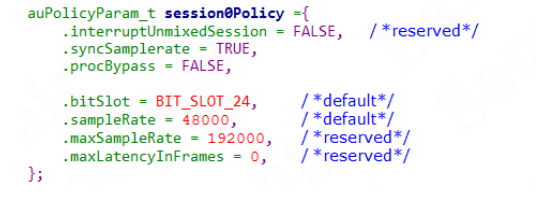 auPolicyParam_t session0Policy ={
.interruptUnmixedSession = FALSE, /*reserved*/
.syncSamplerate = TRUE,
.procBypass = FALSE,
.bitSlot = BIT_SLOT_24, /*default*/
.sampleRate = 48000, /*default*/
.maxSampleRate = 192000, /*reserved*/
.maxLatencyInFrames = 0, /*reserved*/
};